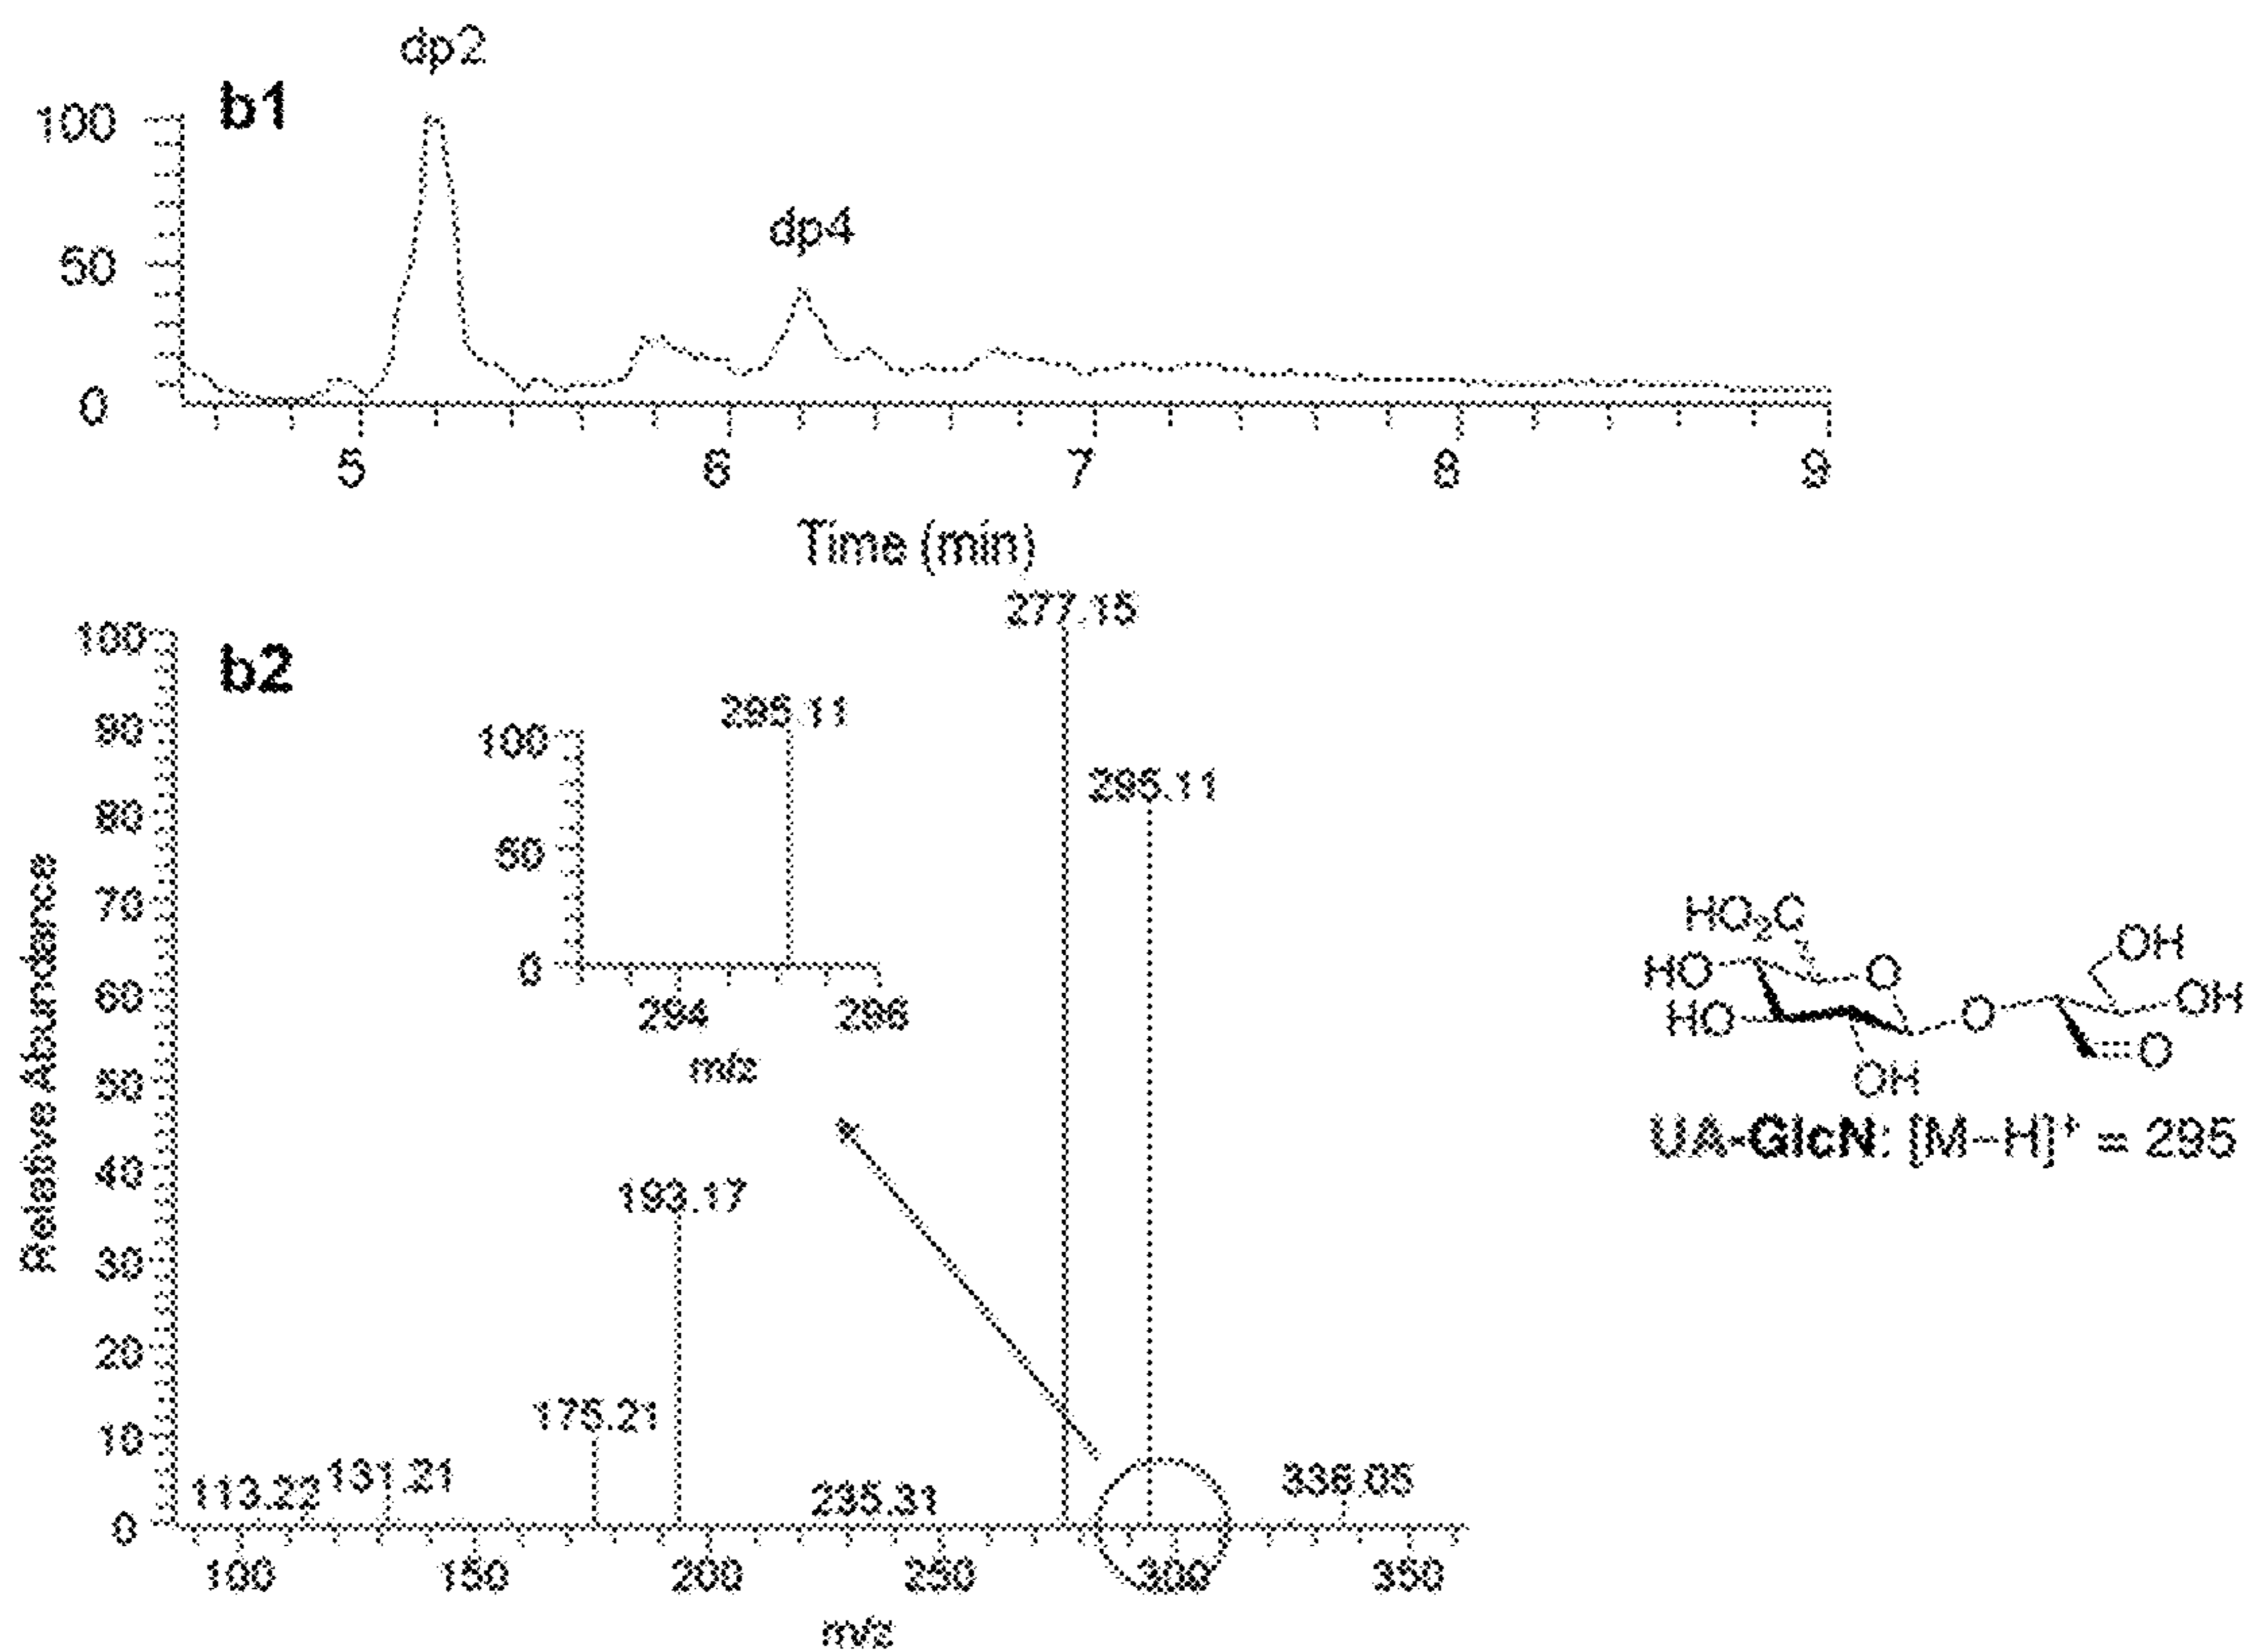 dp2
b1
100
dp4
50
0
5
6
7
8
9
Time (min)
277.15
100
b2
90
295.11
100
295.11
80
50
70
HO₂C
OH
HO
O
0
60
294
296
O
OH
HO
O
m/z
50
OH
UA-GlcN: [M–H]⁺ = 295
40
193.17
30
20
175.21
10
336.05
131.21
113.22
235.31
0
100
150
200
250
300
350
m/z
Relative Abundance